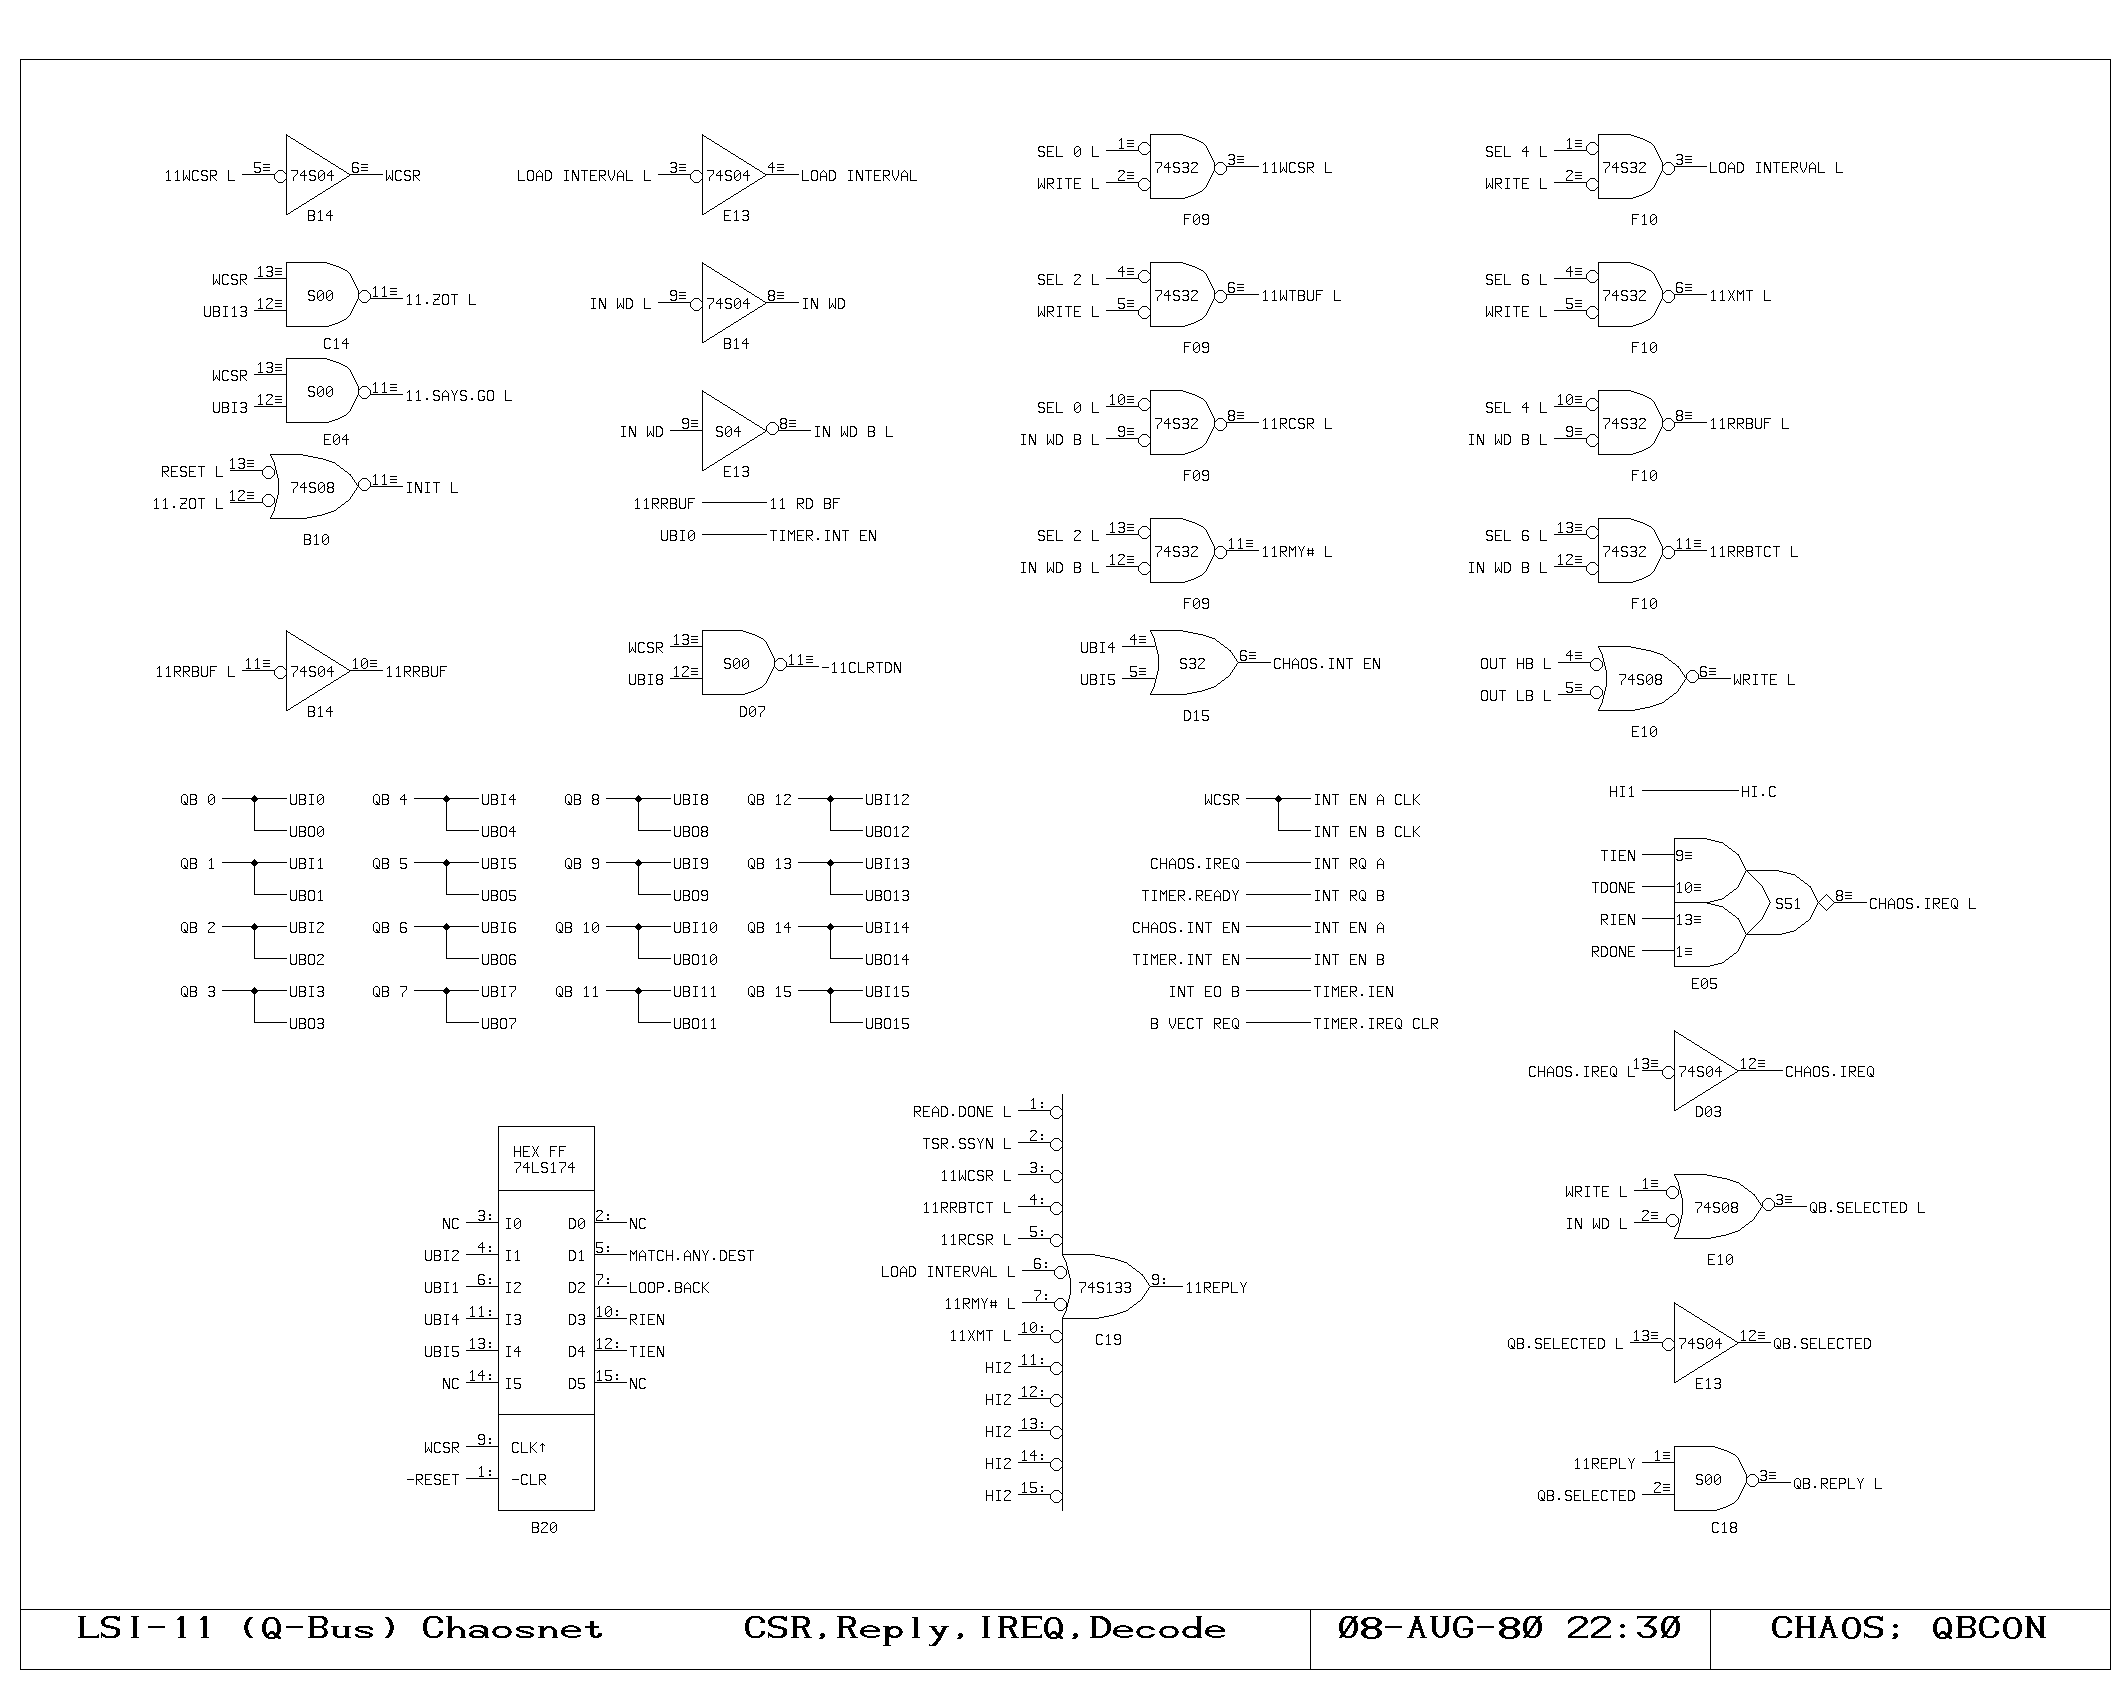 11WCSR L 5≡ 74S04 6≡ WCSR
B14
LOAD INTERVAL L 3≡ 74S04 4≡ LOAD INTERVAL
E13
SEL 0 L 1≡
WRITE L 2≡ 74S32 3≡ 11WCSR L
F09
SEL 4 L 1≡
WRITE L 2≡ 74S32 3≡ LOAD INTERVAL L
F10
WCSR 13≡
UBI13 12≡ S00 11≡ 11.ZOT L
C14
IN WD L 9≡ 74S04 8≡ IN WD
B14
SEL 2 L 4≡
WRITE L 5≡ 74S32 6≡ 11WTBUF L
F09
SEL 6 L 4≡
WRITE L 5≡ 74S32 6≡ 11XMT L
F10
WCSR 13≡
UBI3 12≡ S00 11≡ 11.SAYS.GO L
E04
IN WD 9≡ S04 8≡ IN WD B L
E13
SEL 0 L 10≡
IN WD B L 9≡ 74S32 8≡ 11RCSR L
F09
SEL 4 L 10≡
IN WD B L 9≡ 74S32 8≡ 11RRBUF L
F10
RESET L 13≡
11.ZOT L 12≡ 74S08 11≡ INIT L
B10
11RRBUF 11 RD BF
UBI0 TIMER.INT EN
SEL 2 L 13≡
IN WD B L 12≡ 74S32 11≡ 11RMY# L
F09
SEL 6 L 13≡
IN WD B L 12≡ 74S32 11≡ 11RRBTCT L
F10
11RRBUF L 11≡ 74S04 10≡ 11RRBUF
B14
WCSR 13≡
UBI8 12≡ S00 11≡ -11CLRTDN
D07
UBI4 4≡
UBI5 5≡ S32 6≡ CHAOS.INT EN
D15
OUT HB L 4≡
OUT LB L 5≡ 74S08 6≡ WRITE L
E10
QB 0 UBI0
UBO0
QB 1 UBI1
UBO1
QB 2 UBI2
UBO2
QB 3 UBI3
UBO3
QB 4 UBI4
UBO4
QB 5 UBI5
UBO5
QB 6 UBI6
UBO6
QB 7 UBI7
UBO7
QB 8 UBI8
UBO8
QB 9 UBI9
UBO9
QB 10 UBI10
UBO10
QB 11 UBI11
UBO11
QB 12 UBI12
UBO12
QB 13 UBI13
UBO13
QB 14 UBI14
UBO14
QB 15 UBI15
UBO15
WCSR INT EN A CLK
INT EN B CLK
CHAOS.IREQ INT RQ A
TIMER.READY INT RQ B
CHAOS.INT EN INT EN A
TIMER.INT EN INT EN B
INT EO B TIMER.IEN
B VECT REQ TIMER.IREQ CLR
HI1 HI.C
TIEN 9≡
TDONE 10≡
RIEN 13≡
RDONE 1≡
S51 8≡ CHAOS.IREQ L
E05
CHAOS.IREQ L 13≡ 74S04 12≡ CHAOS.IREQ
D03
WRITE L 1≡
IN WD L 2≡ 74S08 3≡ QB.SELECTED L
E10
QB.SELECTED L 13≡ 74S04 12≡ QB.SELECTED
E13
11REPLY 1≡
QB.SELECTED 2≡ S00 3≡ QB.REPLY L
C18
HEX FF
74LS174
NC 3: I0 D0 2: NC
UBI2 4: I1 D1 5: MATCH.ANY.DEST
UBI1 6: I2 D2 7: LOOP.BACK
UBI4 11: I3 D3 10: RIEN
UBI5 13: I4 D4 12: TIEN
NC 14: I5 D5 15: NC
WCSR 9: CLK↑
-RESET 1: -CLR
B20
READ.DONE L 1:
TSR.SSYN L 2:
11WCSR L 3:
11RRBTCT L 4:
11RCSR L 5:
LOAD INTERVAL L 6:
11RMY# L 7:
11XMT L 10:
HI2 11:
HI2 12:
HI2 13:
HI2 14:
HI2 15:
74S133 9: 11REPLY
C19
LSI-11 (Q-Bus) Chaosnet CSR,Reply,IREQ,Decode 08-AUG-80 22:30 CHAOS; QBCON